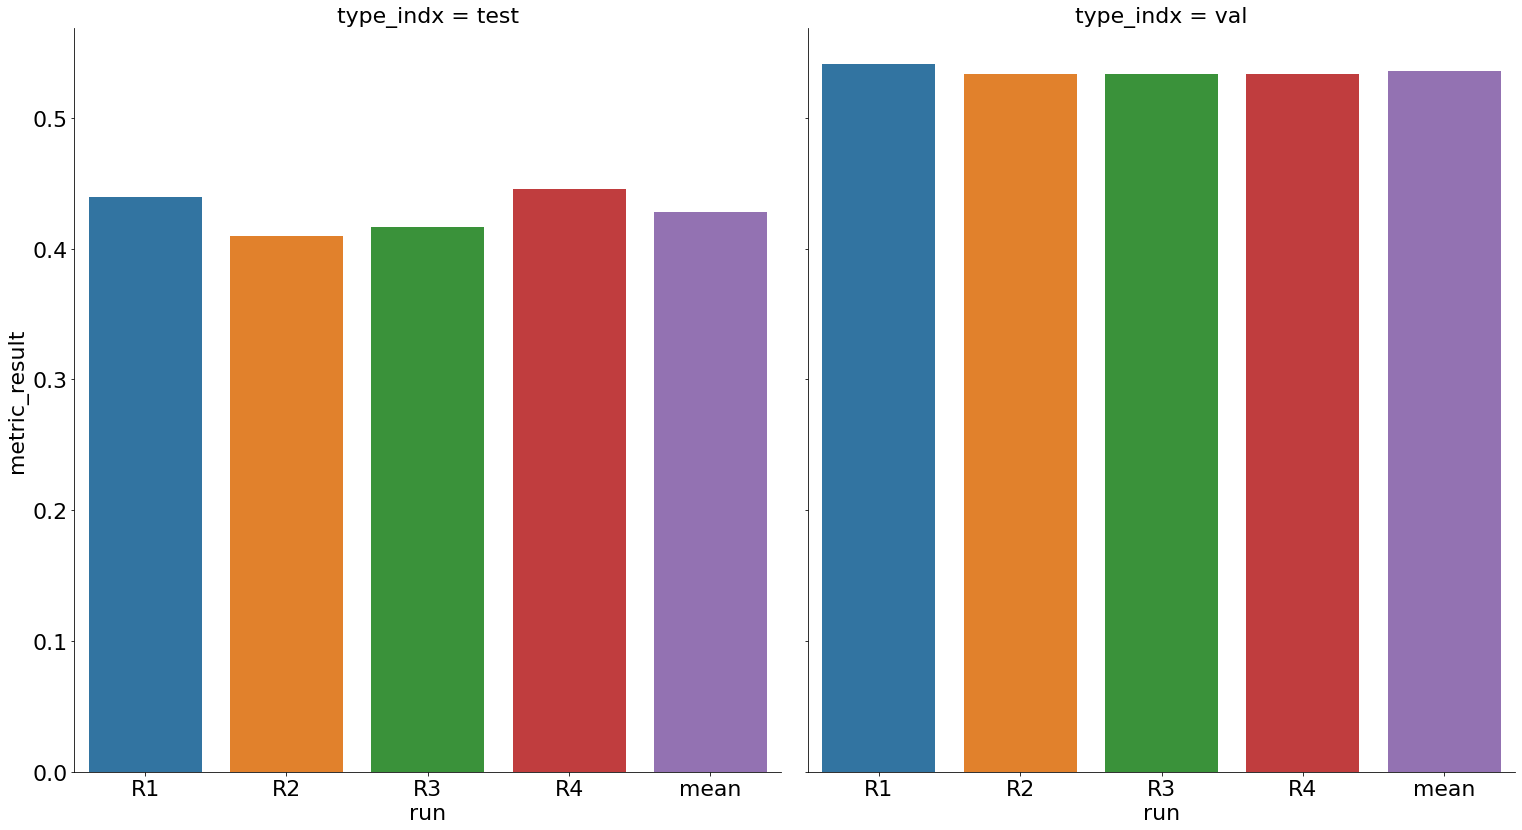 type_indx = test
type_indx = val
metric_result
0.5
0.4
0.3
0.2
0.1
0.0
R1 R2 R3 R4 mean
run
R1 R2 R3 R4 mean
run